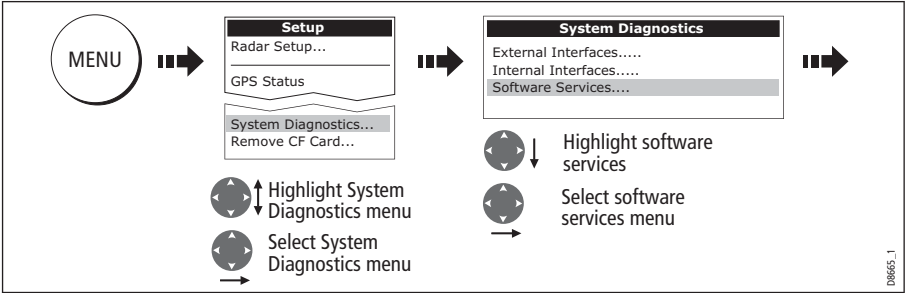 MENU
Setup
Radar Setup...
GPS Status
System Diagnostics...
Remove CF Card...
Highlight System
Diagnostics menu
Select System
Diagnostics menu
System Diagnostics
External Interfaces.....
Internal Interfaces.....
Software Services....
Highlight software
services
Select software
services menu
D8665_1